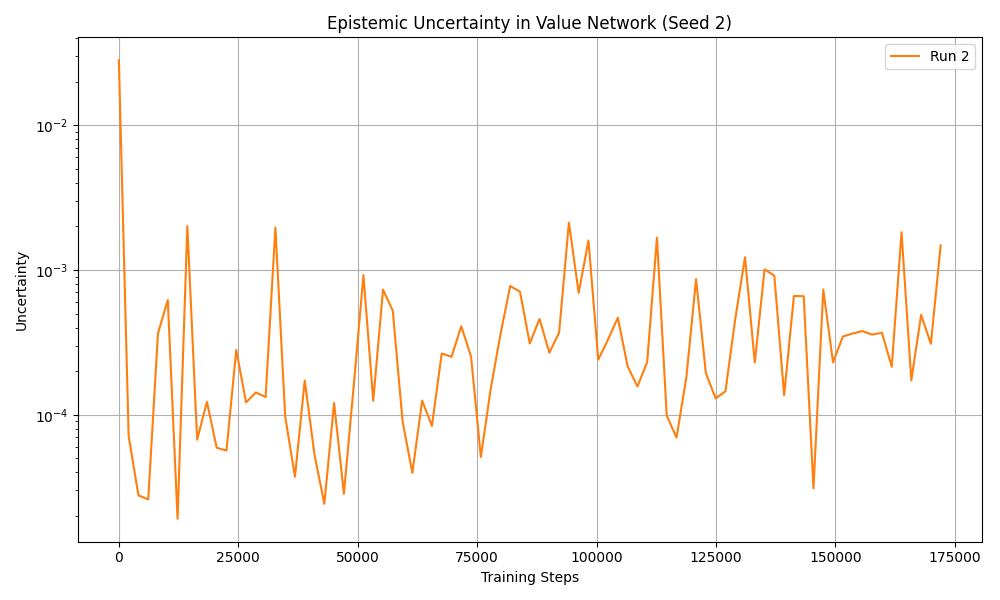 Epistemic Uncertainty in Value Network (Seed 2)
Run 2
Uncertainty
10^-2
10^-3
10^-4
0 25000 50000 75000 100000 125000 150000 175000
Training Steps